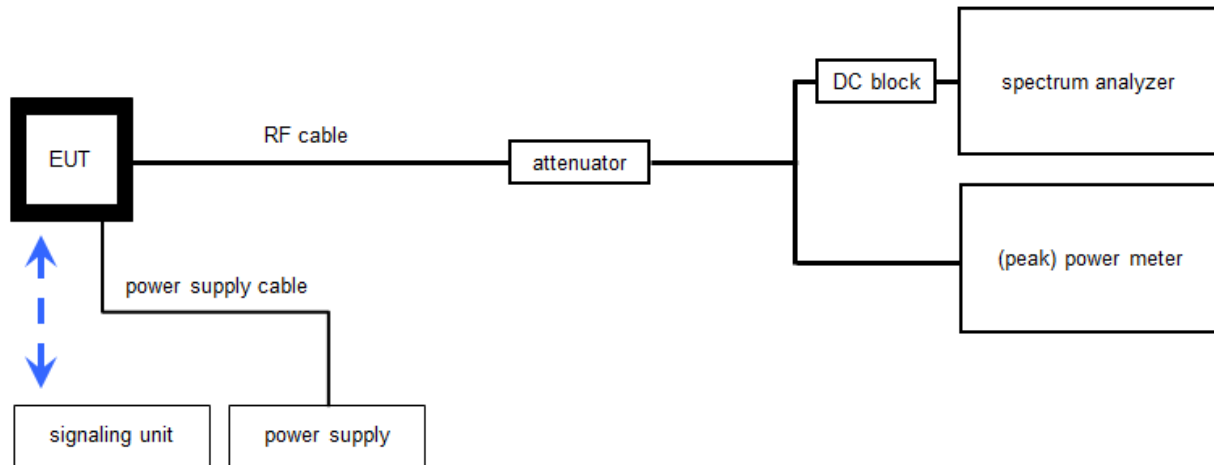 DC block
spectrum analyzer
EUT
RF cable
attenuator
(peak) power meter
power supply cable
signaling unit
power supply